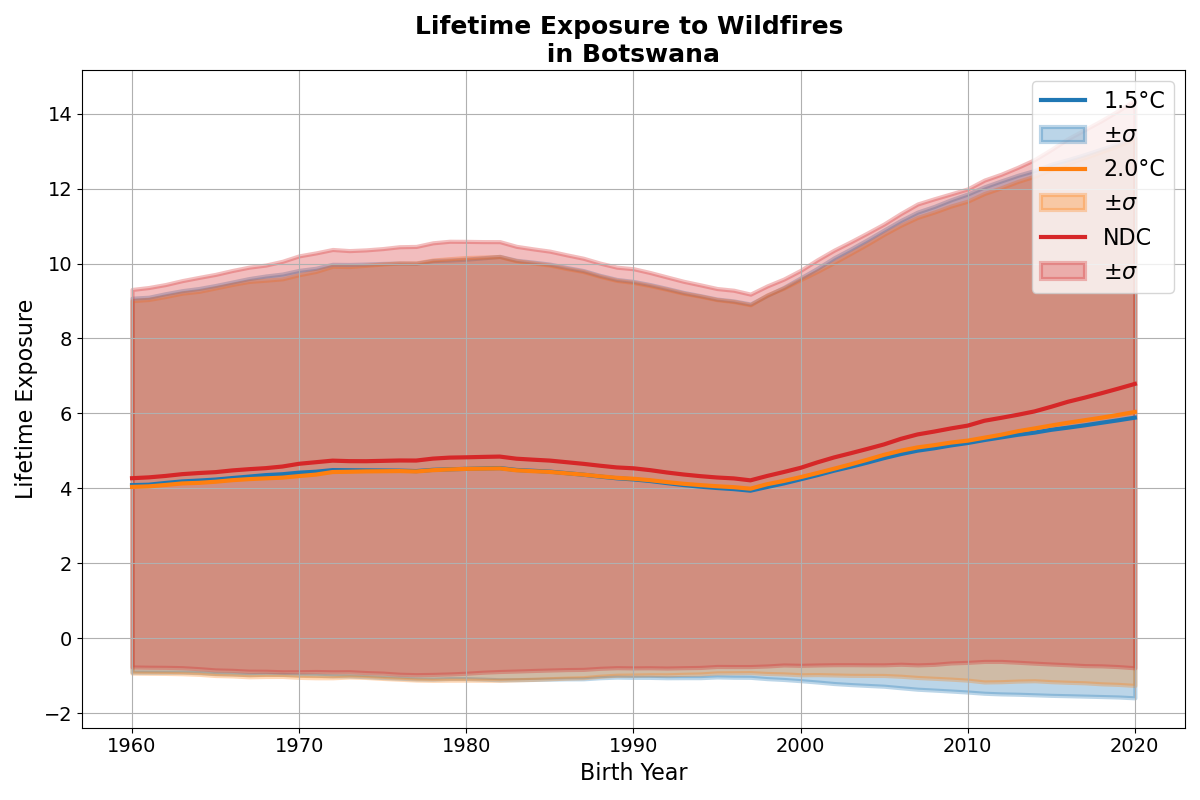 Lifetime Exposure to Wildfires
in Botswana
Lifetime Exposure
14
12
10
8
6
4
2
0
−2
1960
1970
1980
1990
2000
2010
2020
Birth Year
1.5°C
±σ
2.0°C
±σ
NDC
±σ